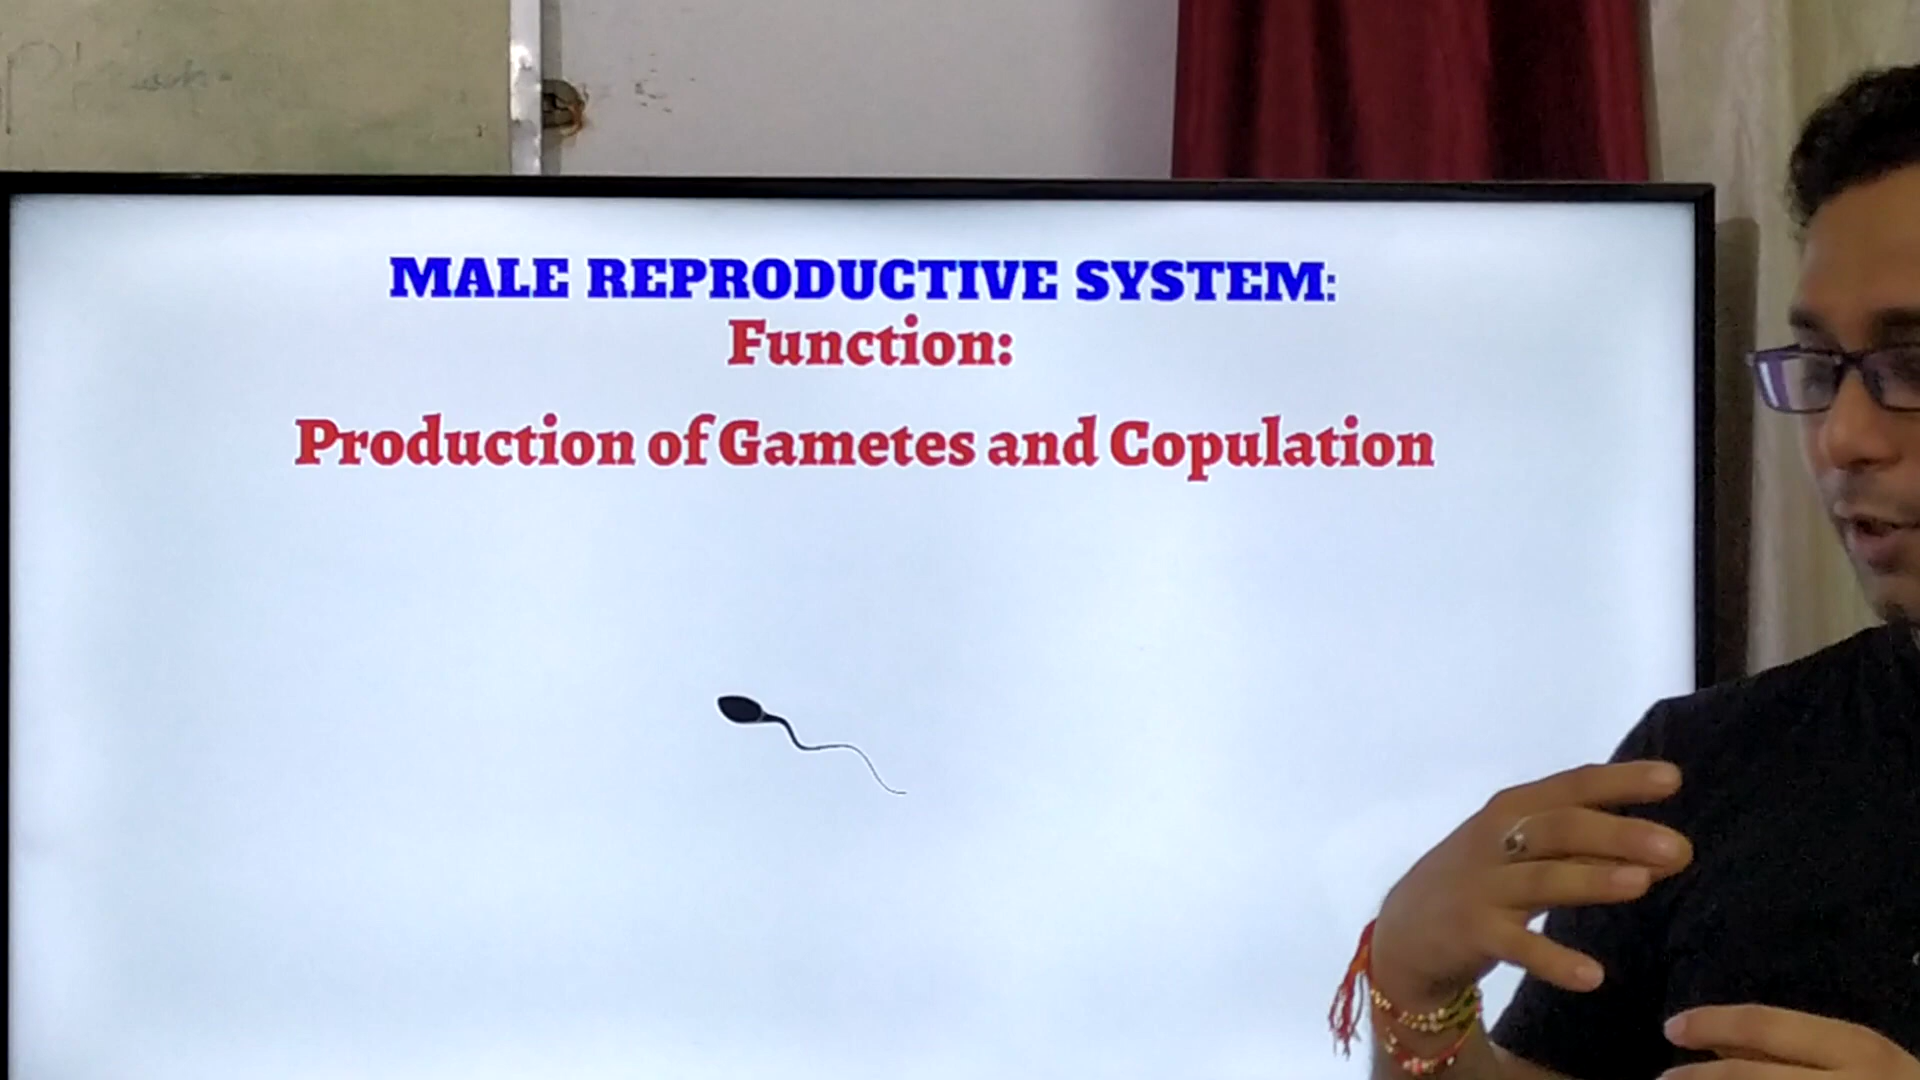 MALE REPRODUCTIVE SYSTEM:
Function:
Production of Gametes and Copulation